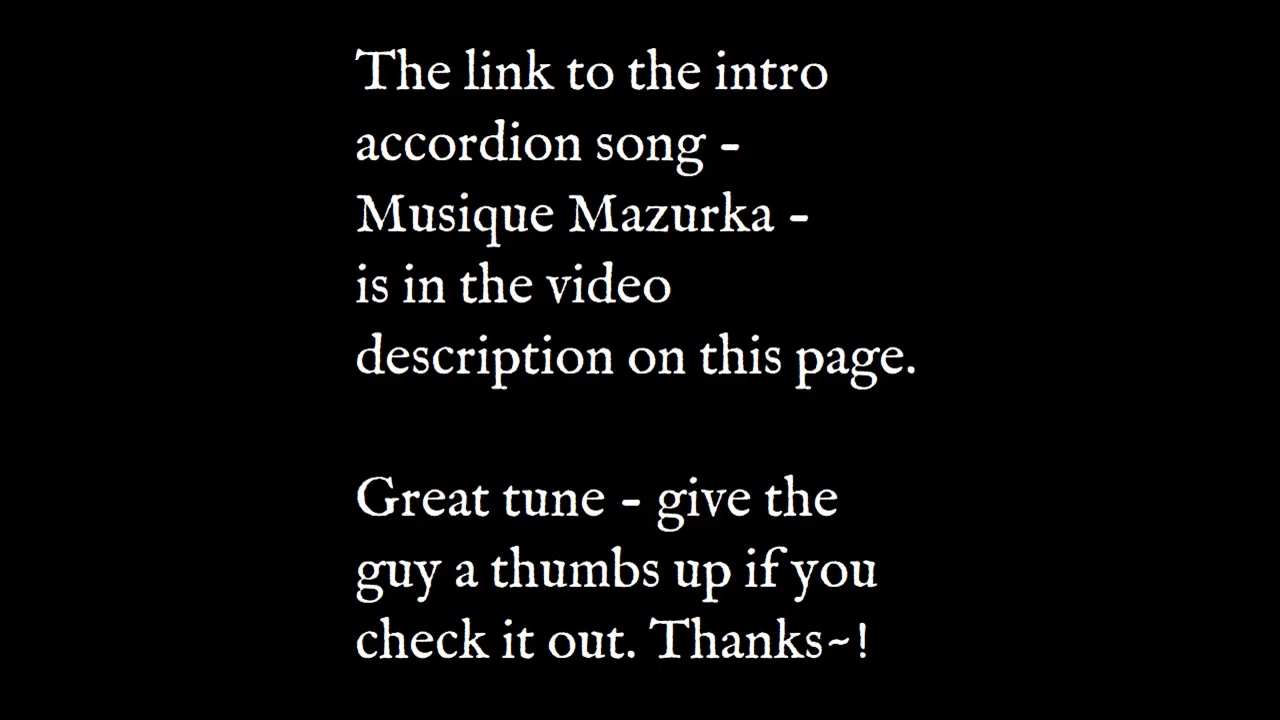 The link to the intro
accordion song -
Musique Mazurka -
is in the video
description on this page.
Great tune - give the
guy a thumbs up if you
check it out. Thanks~!